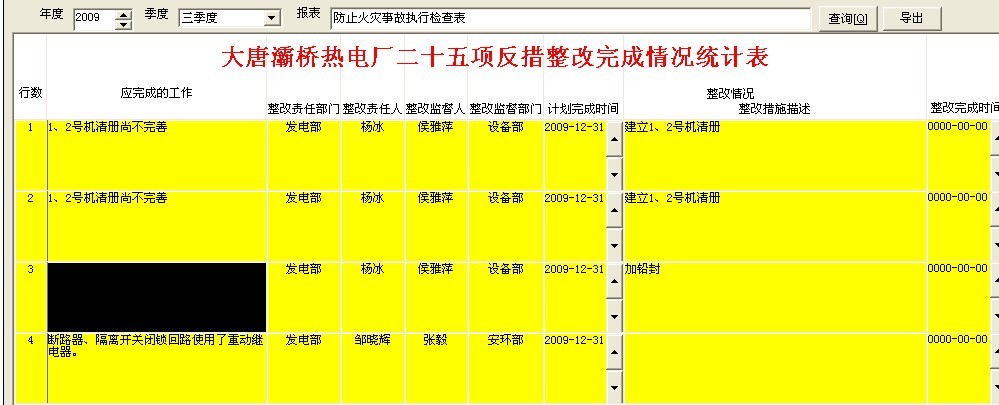 年度 2009 季度 三季度 报表 防止火灾事故执行检查表 查询[Q] 导出
大唐灞桥热电厂二十五项反措整改完成情况统计表
行数 应完成的工作 整改情况
整改责任部门 整改责任人 整改监督人 整改监督部门 计划完成时间 整改措施描述 整改完成时间
1 1、2号机清册尚不完善 发电部 杨冰 侯雅萍 设备部 2009-12-31 建立1、2号机清册 0000-00-00
2 1、2号机清册尚不完善 发电部 杨冰 侯雅萍 设备部 2009-12-31 建立1、2号机清册 0000-00-00
3 发电部 杨冰 侯雅萍 设备部 2009-12-31 加铅封 0000-00-00
4 断路器、隔离开关闭锁回路使用了重动继 发电部 邹晓辉 张毅 安环部 2009-12-31 0000-00-00
电器。